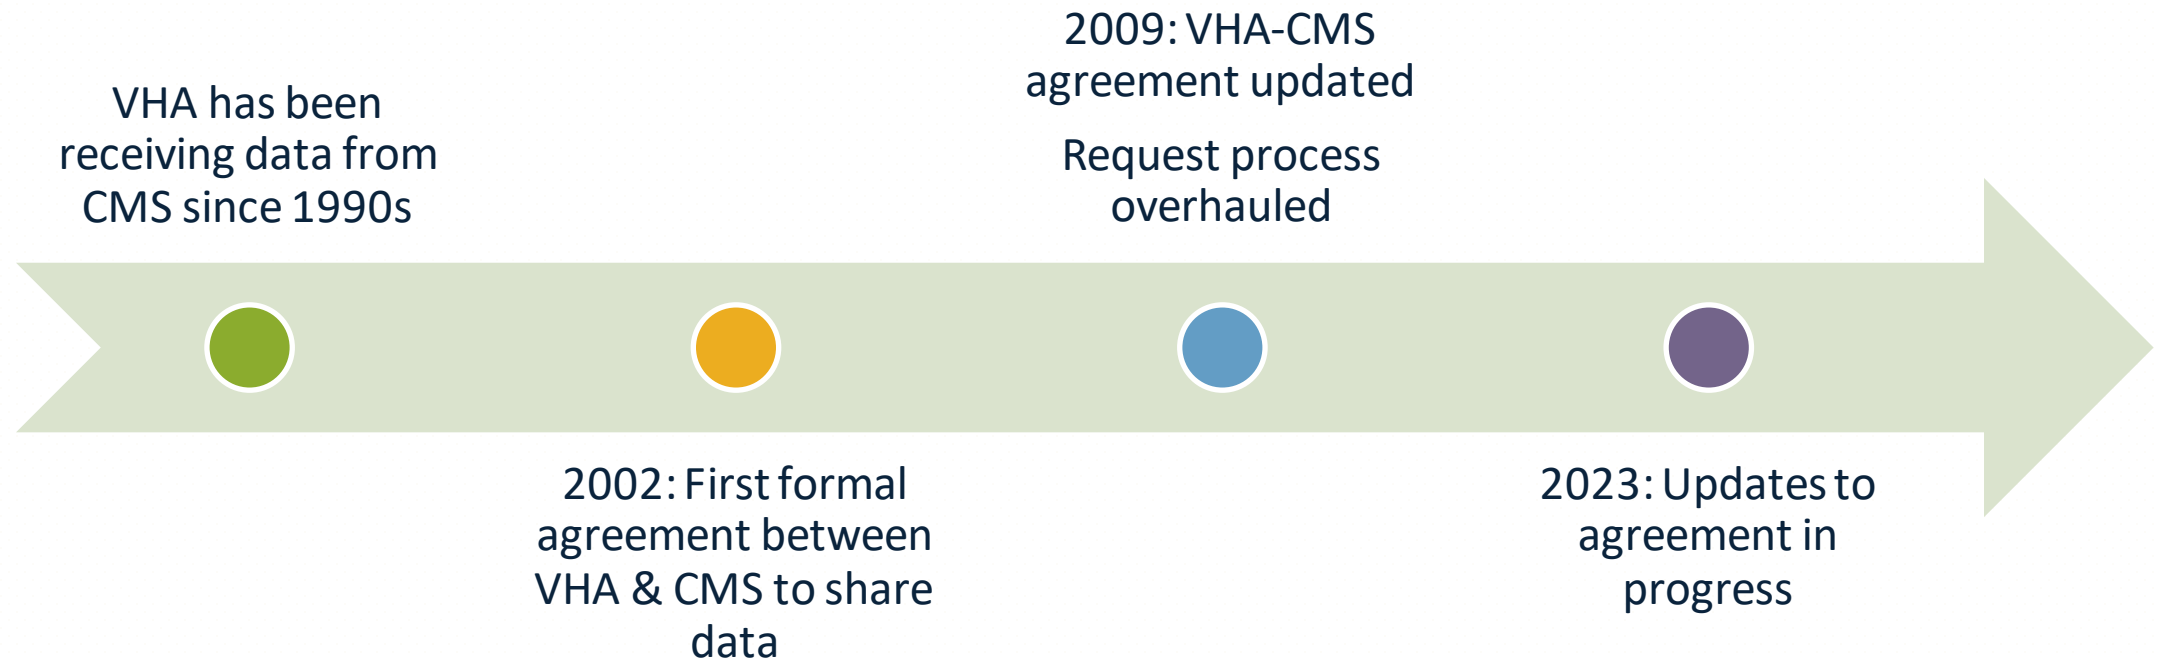 VHA has been
receiving data from
CMS since 1990s
2002: First formal
agreement between
VHA & CMS to share
data
2009: VHA-CMS
agreement updated
Request process
overhauled
2023: Updates to
agreement in
progress